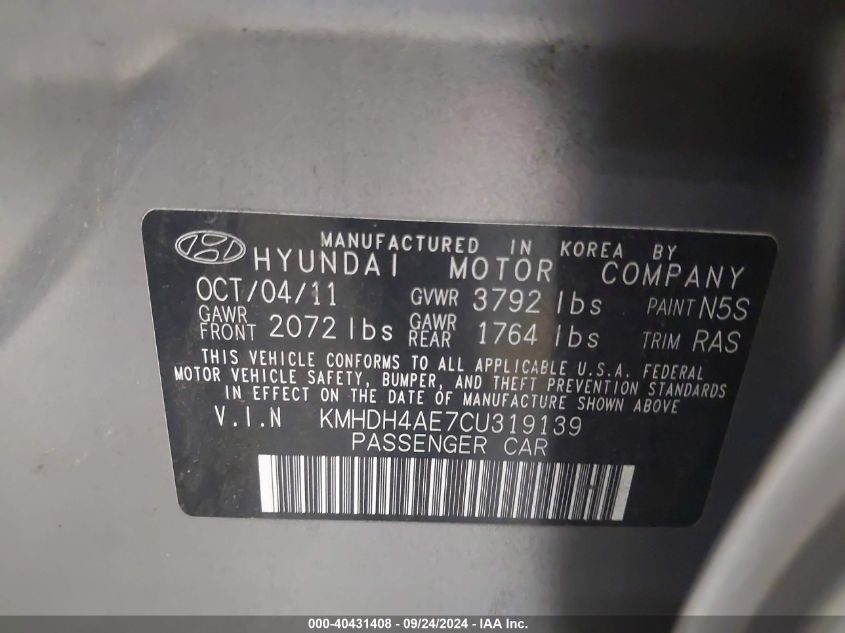 MANUFACTURED IN KOREA BY
HYUNDAI MOTOR COMPANY
OCT/04/11 GVWR 3792 lbs PAINT N5S
GAWR FRONT 2072 lbs GAWR REAR 1764 lbs TRIM RAS
THIS VEHICLE CONFORMS TO ALL APPLICABLE U.S.A. FEDERAL
MOTOR VEHICLE SAFETY, BUMPER, AND THEFT PREVENTION STANDARDS
IN EFFECT ON THE DATE OF MANUFACTURE SHOWN ABOVE
V.I.N KMHDH4AE7CU319139
PASSENGER CAR
H
000-40431408 - 09/24/2024 - IAA Inc.